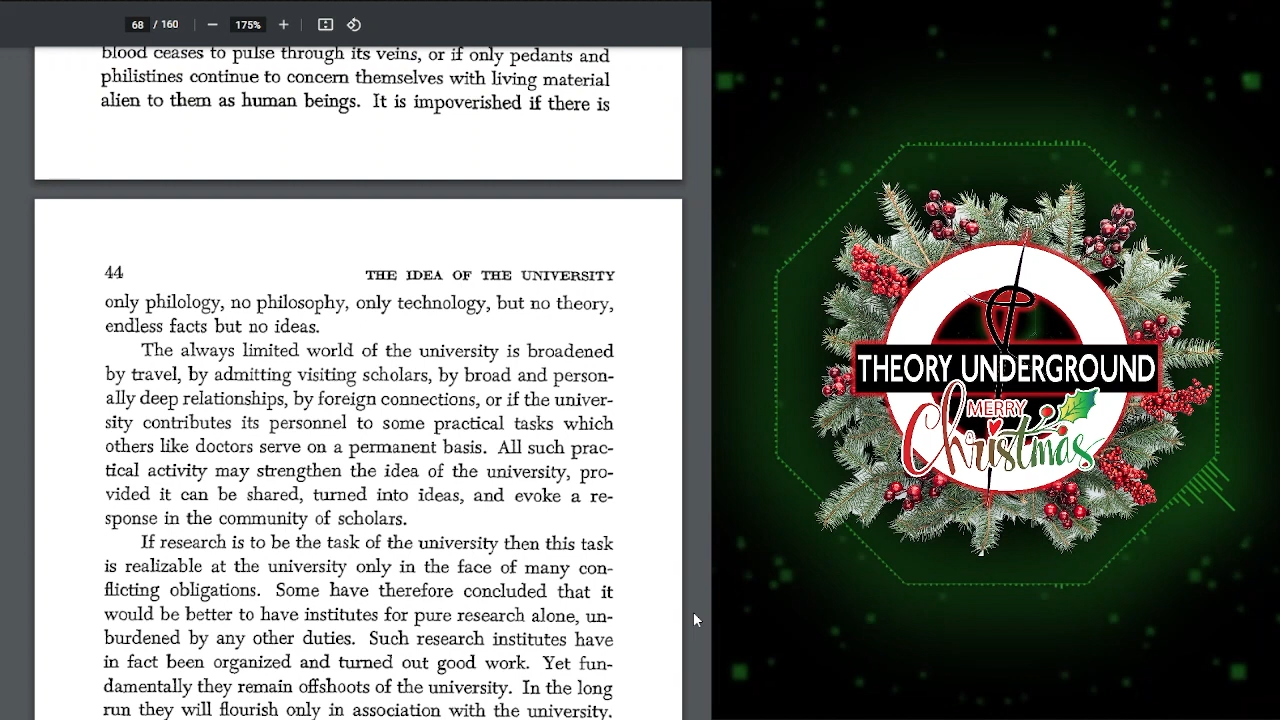 68 / 160
175%
blood ceases to pulse through its veins, or if only pedants and
philistines continue to concern themselves with living material
alien to them as human beings. It is impoverished if there is
44 THE IDEA OF THE UNIVERSITY
only philology, no philosophy, only technology, but no theory,
endless facts but no ideas.
The always limited world of the university is broadened
by travel, by admitting visiting scholars, by broad and person-
ally deep relationships, by foreign connections, or if the univer-
sity contributes its personnel to some practical tasks which
others like doctors serve on a permanent basis. All such prac-
tical activity may strengthen the idea of the university, pro-
vided it can be shared, turned into ideas, and evoke a re-
sponse in the community of scholars.
If research is to be the task of the university then this task
is realizable at the university only in the face of many con-
flicting obligations. Some have therefore concluded that it
would be better to have institutes for pure research alone, un-
burdened by any other duties. Such research institutes have
in fact been organized and turned out good work. Yet fun-
damentally they remain offshoots of the university. In the long
run they will flourish only in association with the university.
THEORY UNDERGROUND
MERRY
Christmas